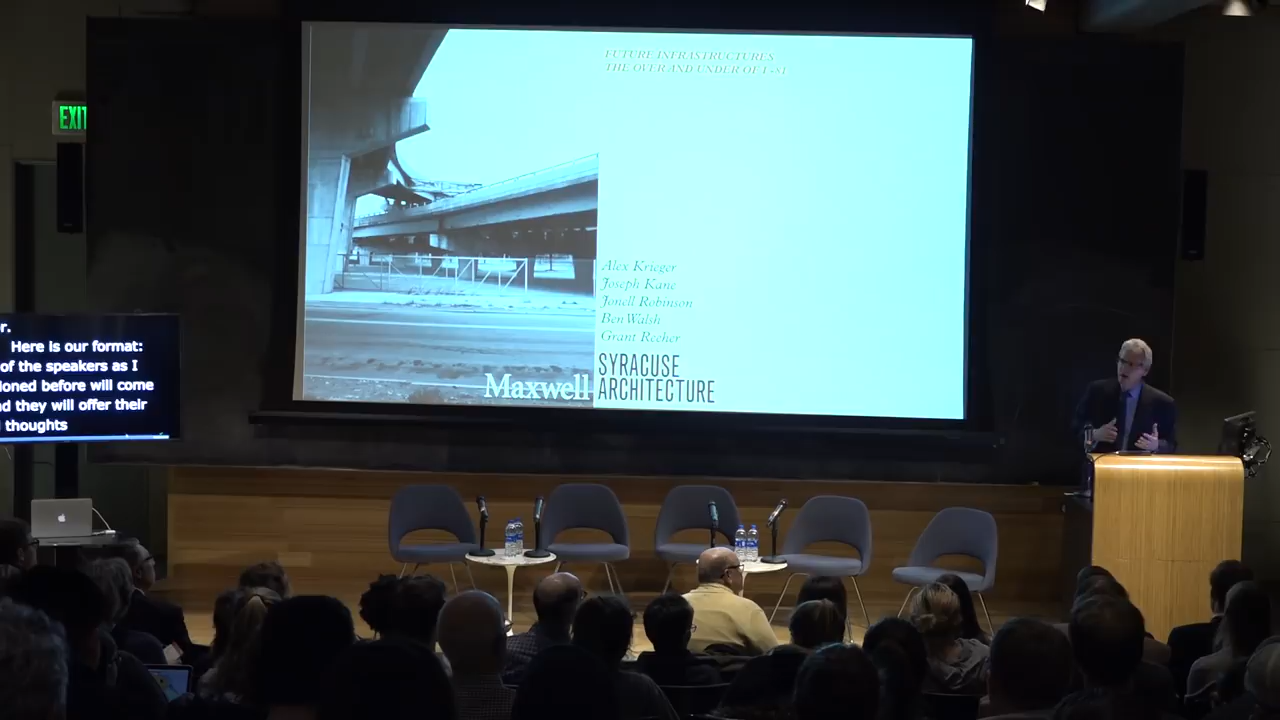 FUTURE INFRASTRUCTURES
THE OVER AND UNDER OF I-81
EXIT
Alex Krieger
Joseph Kane
Jonell Robinson
Ben Walsh
Grant Reeher
Maxwell
SYRACUSE
ARCHITECTURE
r.
Here is our format:
of the speakers as I
ioned before will come
nd they will offer their
thoughts